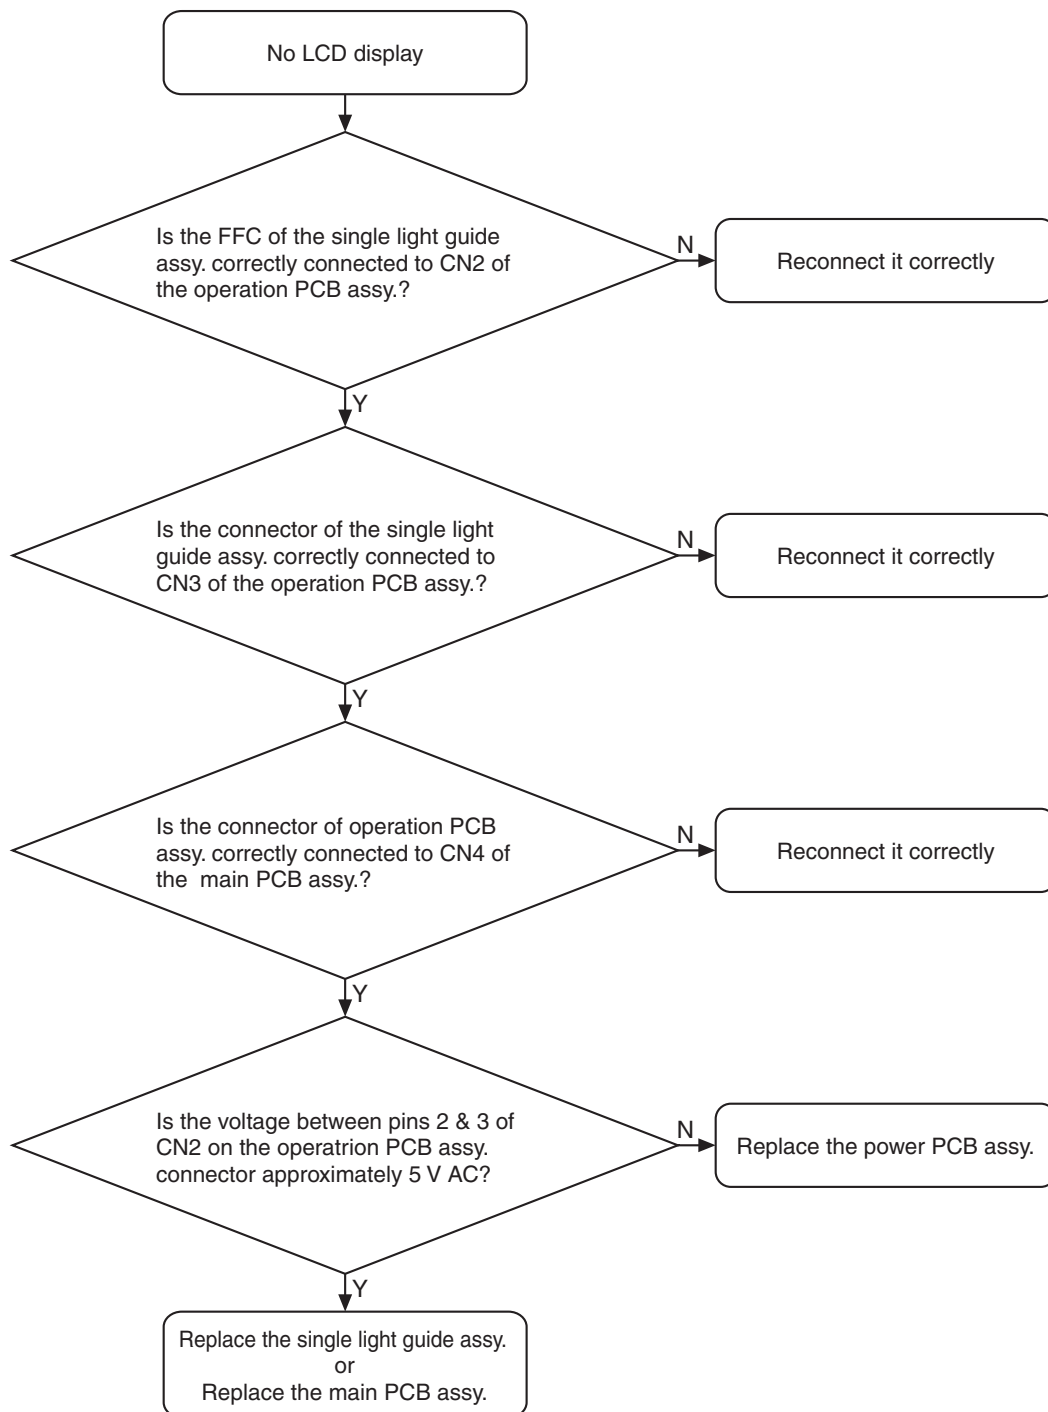 No LCD display
Is the FFC of the single light guide
assy. correctly connected to CN2 of
the operation PCB assy.?
N
Reconnect it correctly
Y
Is the connector of the single light
guide assy. correctly connected to
CN3 of the operation PCB assy.?
N
Reconnect it correctly
Y
Is the connector of operation PCB
assy. correctly connected to CN4 of
the  main PCB assy.?
N
Reconnect it correctly
Y
Is the voltage between pins 2 & 3 of
CN2 on the operatrion PCB assy.
connector approximately 5 V AC?
N
Replace the power PCB assy.
Y
Replace the single light guide assy.
or
Replace the main PCB assy.